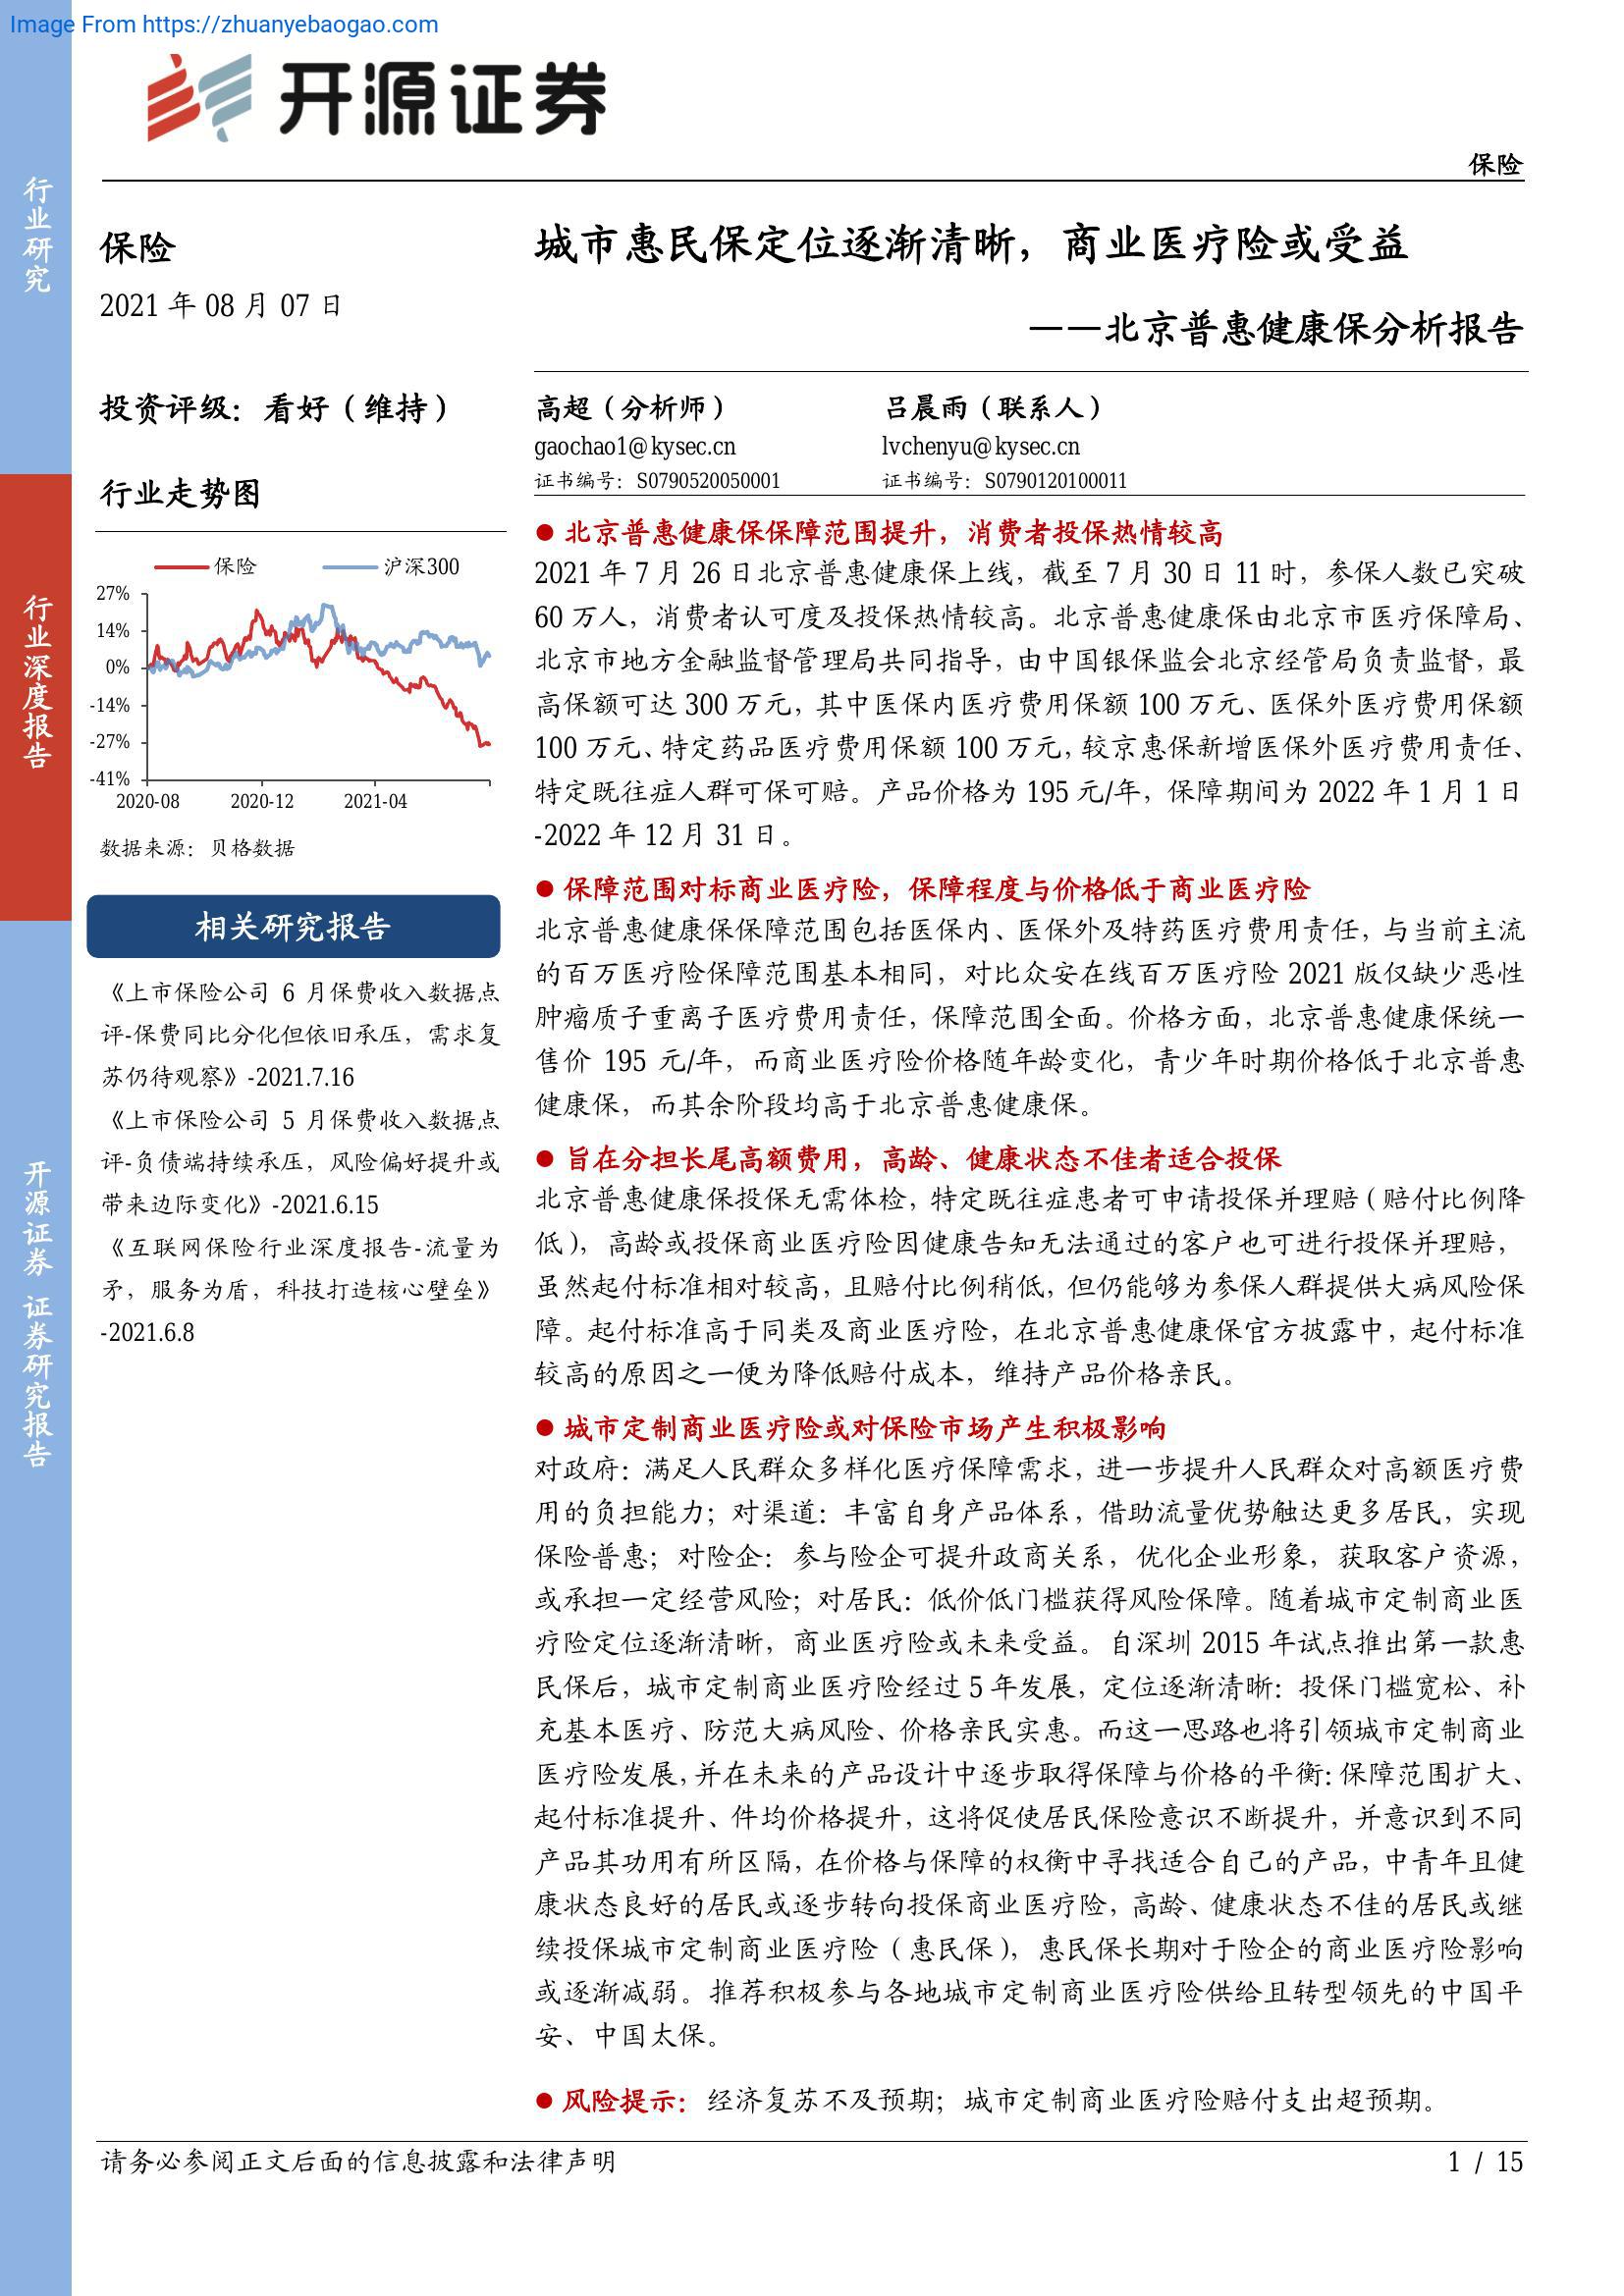 Image From https://zhuanyebaogao.com
开源证券
保险
行业研究
行业深度报告
开源证券 证券研究报告
保险
2021 年 08 月 07 日
投资评级：看好（维持）
行业走势图
保险 沪深300
27%
14%
0%
-14%
-27%
-41%
2020-08 2020-12 2021-04
数据来源：贝格数据
相关研究报告
《上市保险公司 6 月保费收入数据点
评-保费同比分化但依旧承压，需求复
苏仍待观察》-2021.7.16
《上市保险公司 5 月保费收入数据点
评-负债端持续承压，风险偏好提升或
带来边际变化》-2021.6.15
《互联网保险行业深度报告-流量为
矛，服务为盾，科技打造核心壁垒》
-2021.6.8
城市惠民保定位逐渐清晰，商业医疗险或受益
——北京普惠健康保分析报告
高超（分析师） 吕晨雨（联系人）
gaochao1@kysec.cn lvchenyu@kysec.cn
证书编号：S0790520050001 证书编号：S0790120100011
● 北京普惠健康保保障范围提升，消费者投保热情较高
2021 年 7 月 26 日北京普惠健康保上线，截至 7 月 30 日 11 时，参保人数已突破
60 万人，消费者认可度及投保热情较高。北京普惠健康保由北京市医疗保障局、
北京市地方金融监督管理局共同指导，由中国银保监会北京经管局负责监督，最
高保额可达 300 万元，其中医保内医疗费用保额 100 万元、医保外医疗费用保额
100 万元、特定药品医疗费用保额 100 万元，较京惠保新增医保外医疗费用责任、
特定既往症人群可保可赔。产品价格为 195 元/年，保障期间为 2022 年 1 月 1 日
-2022 年 12 月 31 日。
● 保障范围对标商业医疗险，保障程度与价格低于商业医疗险
北京普惠健康保保障范围包括医保内、医保外及特药医疗费用责任，与当前主流
的百万医疗险保障范围基本相同，对比众安在线百万医疗险 2021 版仅缺少恶性
肿瘤质子重离子医疗费用责任，保障范围全面。价格方面，北京普惠健康保统一
售价 195 元/年，而商业医疗险价格随年龄变化，青少年时期价格低于北京普惠
健康保，而其余阶段均高于北京普惠健康保。
● 旨在分担长尾高额费用，高龄、健康状态不佳者适合投保
北京普惠健康保投保无需体检，特定既往症患者可申请投保并理赔（赔付比例降
低），高龄或投保商业医疗险因健康告知无法通过的客户也可进行投保并理赔，
虽然起付标准相对较高，且赔付比例稍低，但仍能够为参保人群提供大病风险保
障。起付标准高于同类及商业医疗险，在北京普惠健康保官方披露中，起付标准
较高的原因之一便为降低赔付成本，维持产品价格亲民。
● 城市定制商业医疗险或对保险市场产生积极影响
对政府：满足人民群众多样化医疗保障需求，进一步提升人民群众对高额医疗费
用的负担能力；对渠道：丰富自身产品体系，借助流量优势触达更多居民，实现
保险普惠；对险企：参与险企可提升政商关系，优化企业形象，获取客户资源，
或承担一定经营风险；对居民：低价低门槛获得风险保障。随着城市定制商业医
疗险定位逐渐清晰，商业医疗险或未来受益。自深圳 2015 年试点推出第一款惠
民保后，城市定制商业医疗险经过 5 年发展，定位逐渐清晰：投保门槛宽松、补
充基本医疗、防范大病风险、价格亲民实惠。而这一思路也将引领城市定制商业
医疗险发展，并在未来的产品设计中逐步取得保障与价格的平衡：保障范围扩大、
起付标准提升、件均价格提升，这将促使居民保险意识不断提升，并意识到不同
产品其功用有所区隔，在价格与保障的权衡中寻找适合自己的产品，中青年且健
康状态良好的居民或逐步转向投保商业医疗险，高龄、健康状态不佳的居民或继
续投保城市定制商业医疗险（惠民保），惠民保长期对于险企的商业医疗险影响
或逐渐减弱。推荐积极参与各地城市定制商业医疗险供给且转型领先的中国平
安、中国太保。
● 风险提示：经济复苏不及预期；城市定制商业医疗险赔付支出超预期。
请务必参阅正文后面的信息披露和法律声明 1 / 15